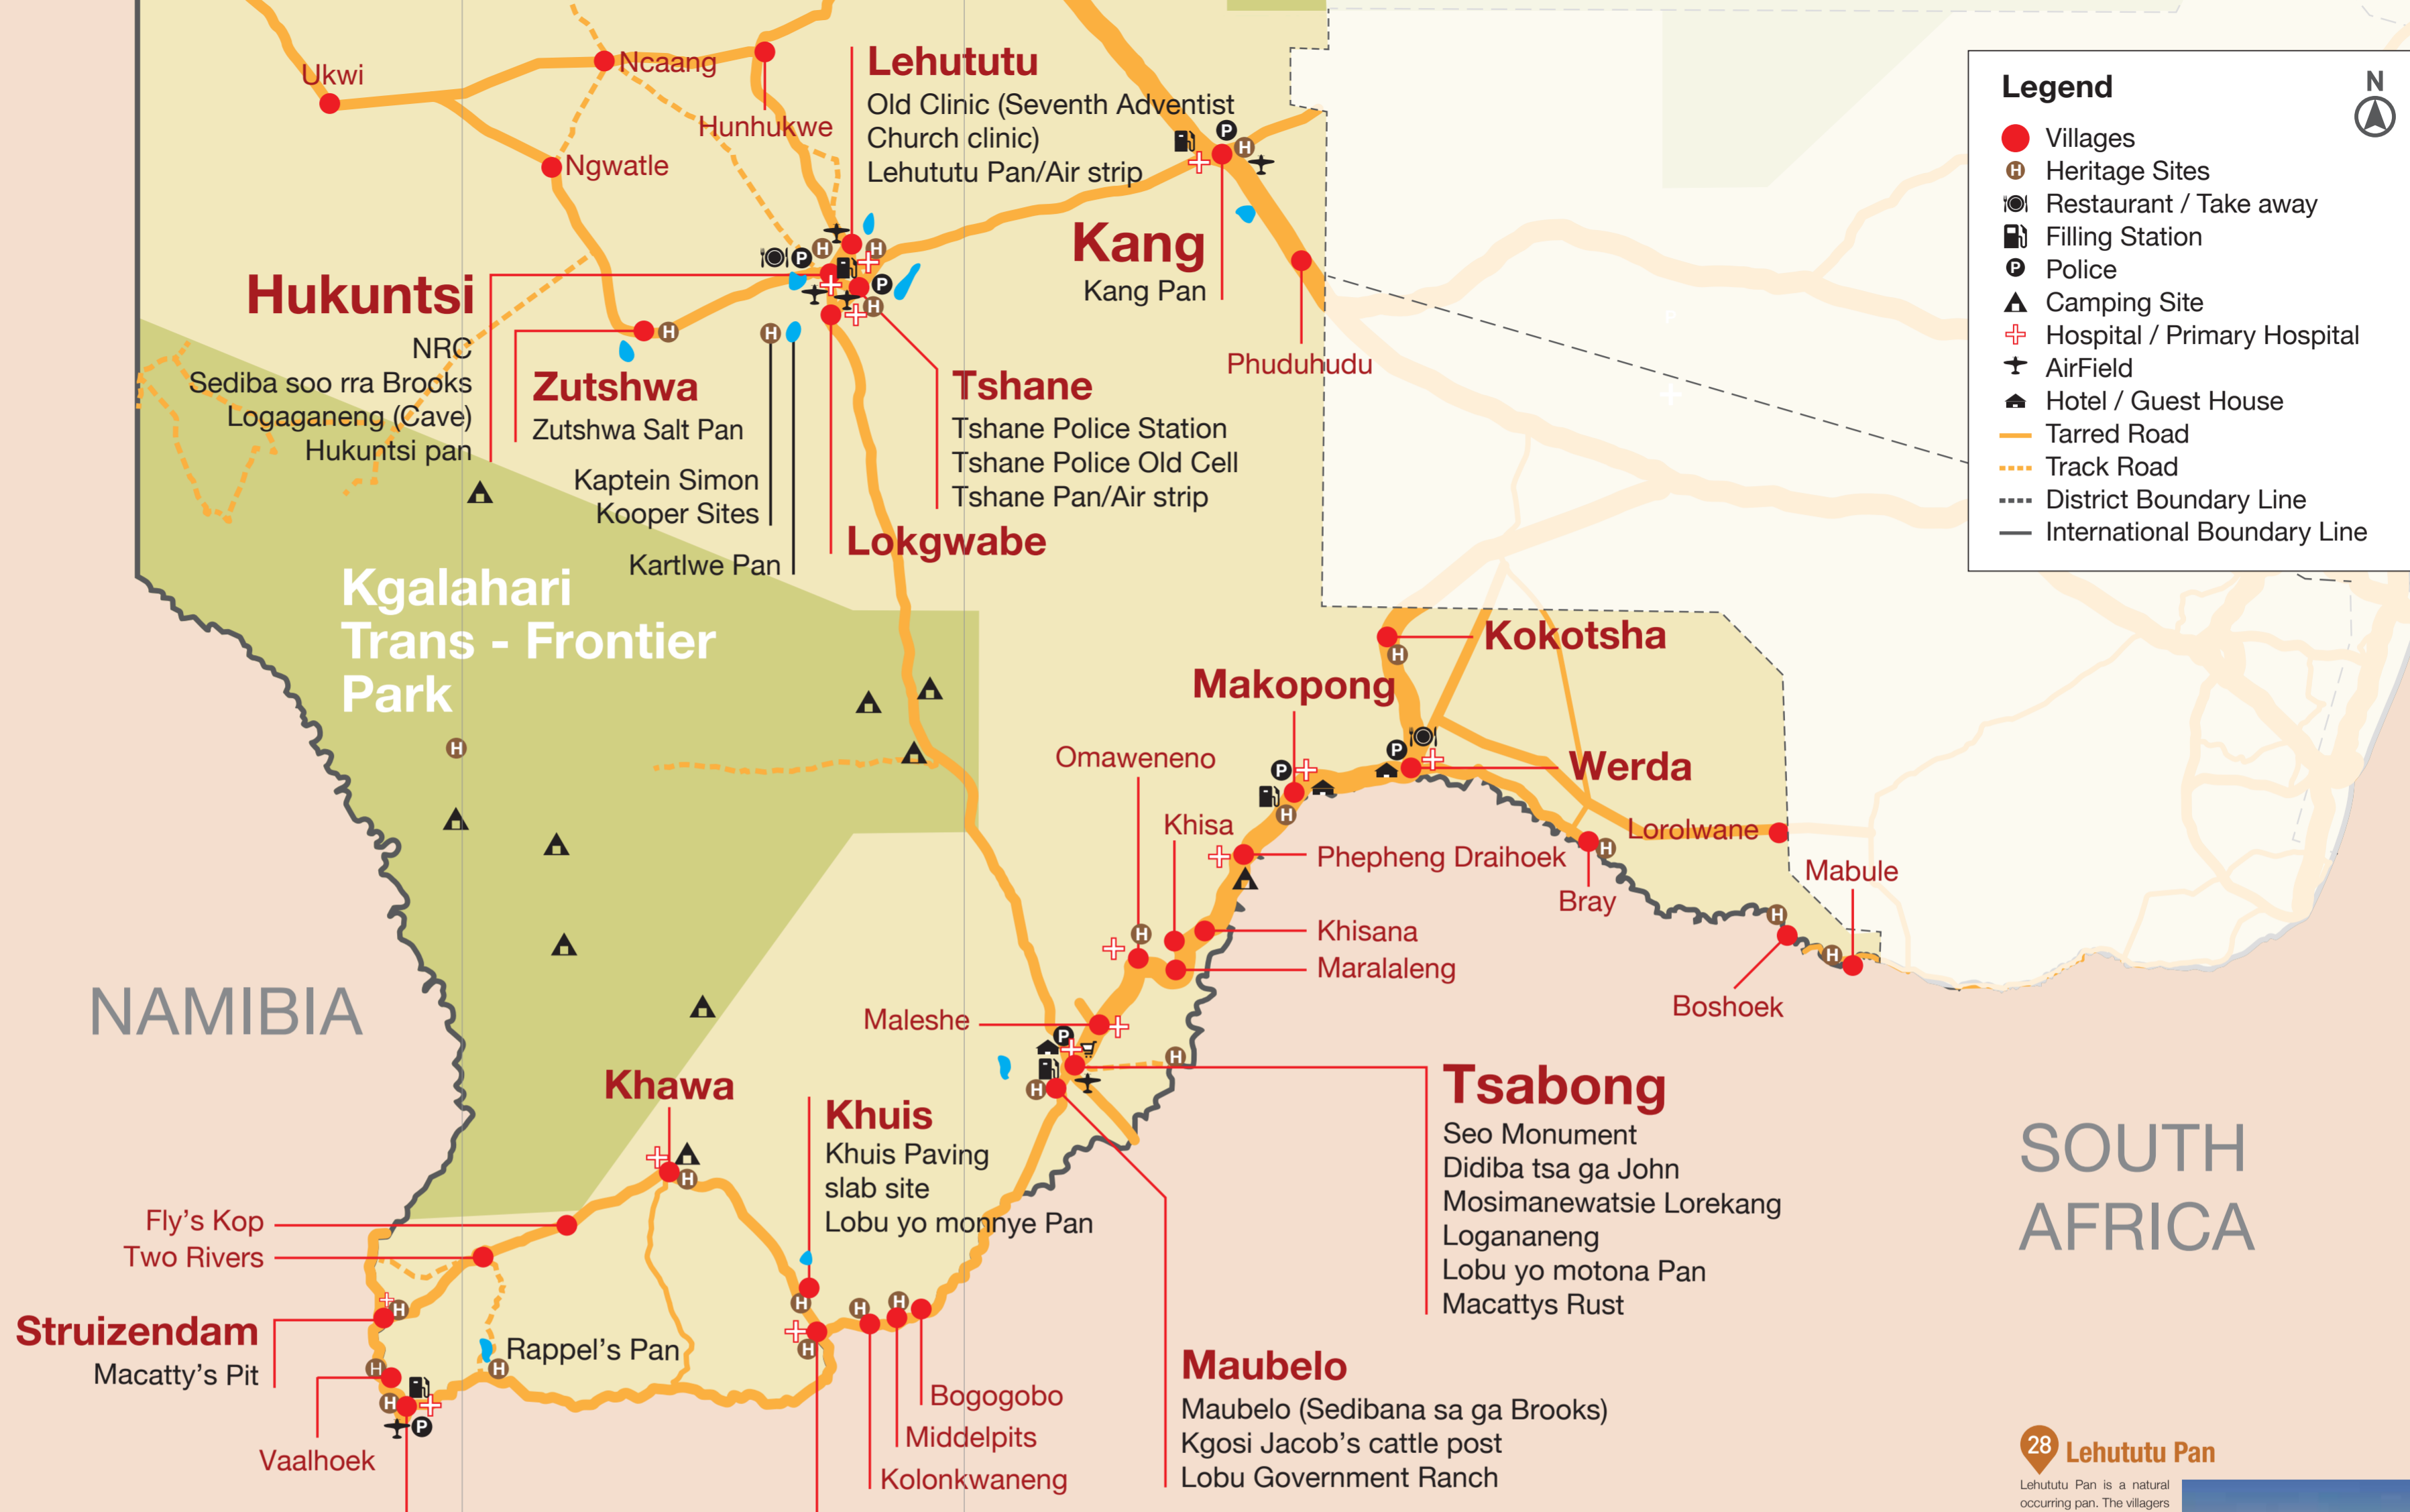 Ukwi
Ncaang
Hunhukwe
Ngwatle
Lehututu
Old Clinic (Seventh Adventist
Church clinic)
Lehututu Pan/Air strip
Kang
Kang Pan
Phuduhudu
Hukuntsi
NRC
Sediba soo rra Brooks
Logaganeng (Cave)
Hukuntsi pan
Zutshwa
Zutshwa Salt Pan
Kaptein Simon
Kooper Sites
Kartlwe Pan
Tshane
Tshane Police Station
Tshane Police Old Cell
Tshane Pan/Air strip
Lokgwabe
Legend
N
Villages
H Heritage Sites
Restaurant / Take away
Filling Station
P Police
Camping Site
Hospital / Primary Hospital
AirField
Hotel / Guest House
Tarred Road
Track Road
District Boundary Line
International Boundary Line
Kgalahari
Trans - Frontier
Park
Kokotsha
Makopong
Omaweneno
Werda
Khisa
Lorolwane
Phepheng Draihoek
Mabule
Bray
Khisana
Maralaleng
Boshoek
Maleshe
NAMIBIA
Khawa
Khuis
Khuis Paving
slab site
Lobu yo monnye Pan
Tsabong
Seo Monument
Didiba tsa ga John
Mosimanewatsie Lorekang
Logananeng
Lobu yo motona Pan
Macattys Rust
SOUTH
AFRICA
Fly's Kop
Two Rivers
Struizendam
Macatty's Pit
Rappel's Pan
Vaalhoek
Bogogobo
Middelpits
Kolonkwaneng
Maubelo
Maubelo (Sedibana sa ga Brooks)
Kgosi Jacob's cattle post
Lobu Government Ranch
28 Lehututu Pan
Lehututu Pan is a natural
occurring pan. The villagers